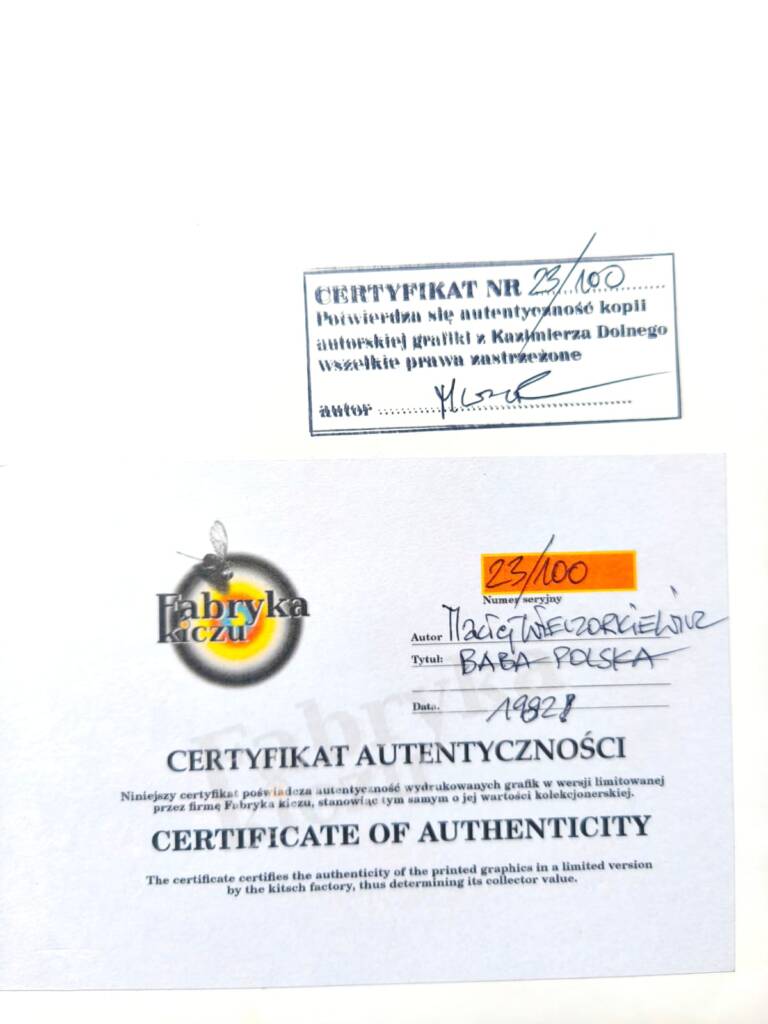 CERTYFIKAT NR 23/100
Potwierdza się autentyczność kopii
autorskiej grafiki z Kazimierza Dolnego
wszelkie prawa zastrzeżone
autor
Fabryka
kiczu
23/100
Numer seryjny
Autor Maciej WIECZORKIEWICZ
Tytuł: BABA POLSKA
Data.
CERTYFIKAT AUTENTYCZNOŚCI
Niniejszy certyfikat poświadcza autentyczność wydrukowanych grafik w wersji limitowanej
przez firmę Fabryka kiczu, stanowiąc tym samym o jej wartości kolekcjonerskiej.
CERTIFICATE OF AUTHENTICITY
The certificate certifies the authenticity of the printed graphics in a limited version
by the kitsch factory, thus determining its collector value.